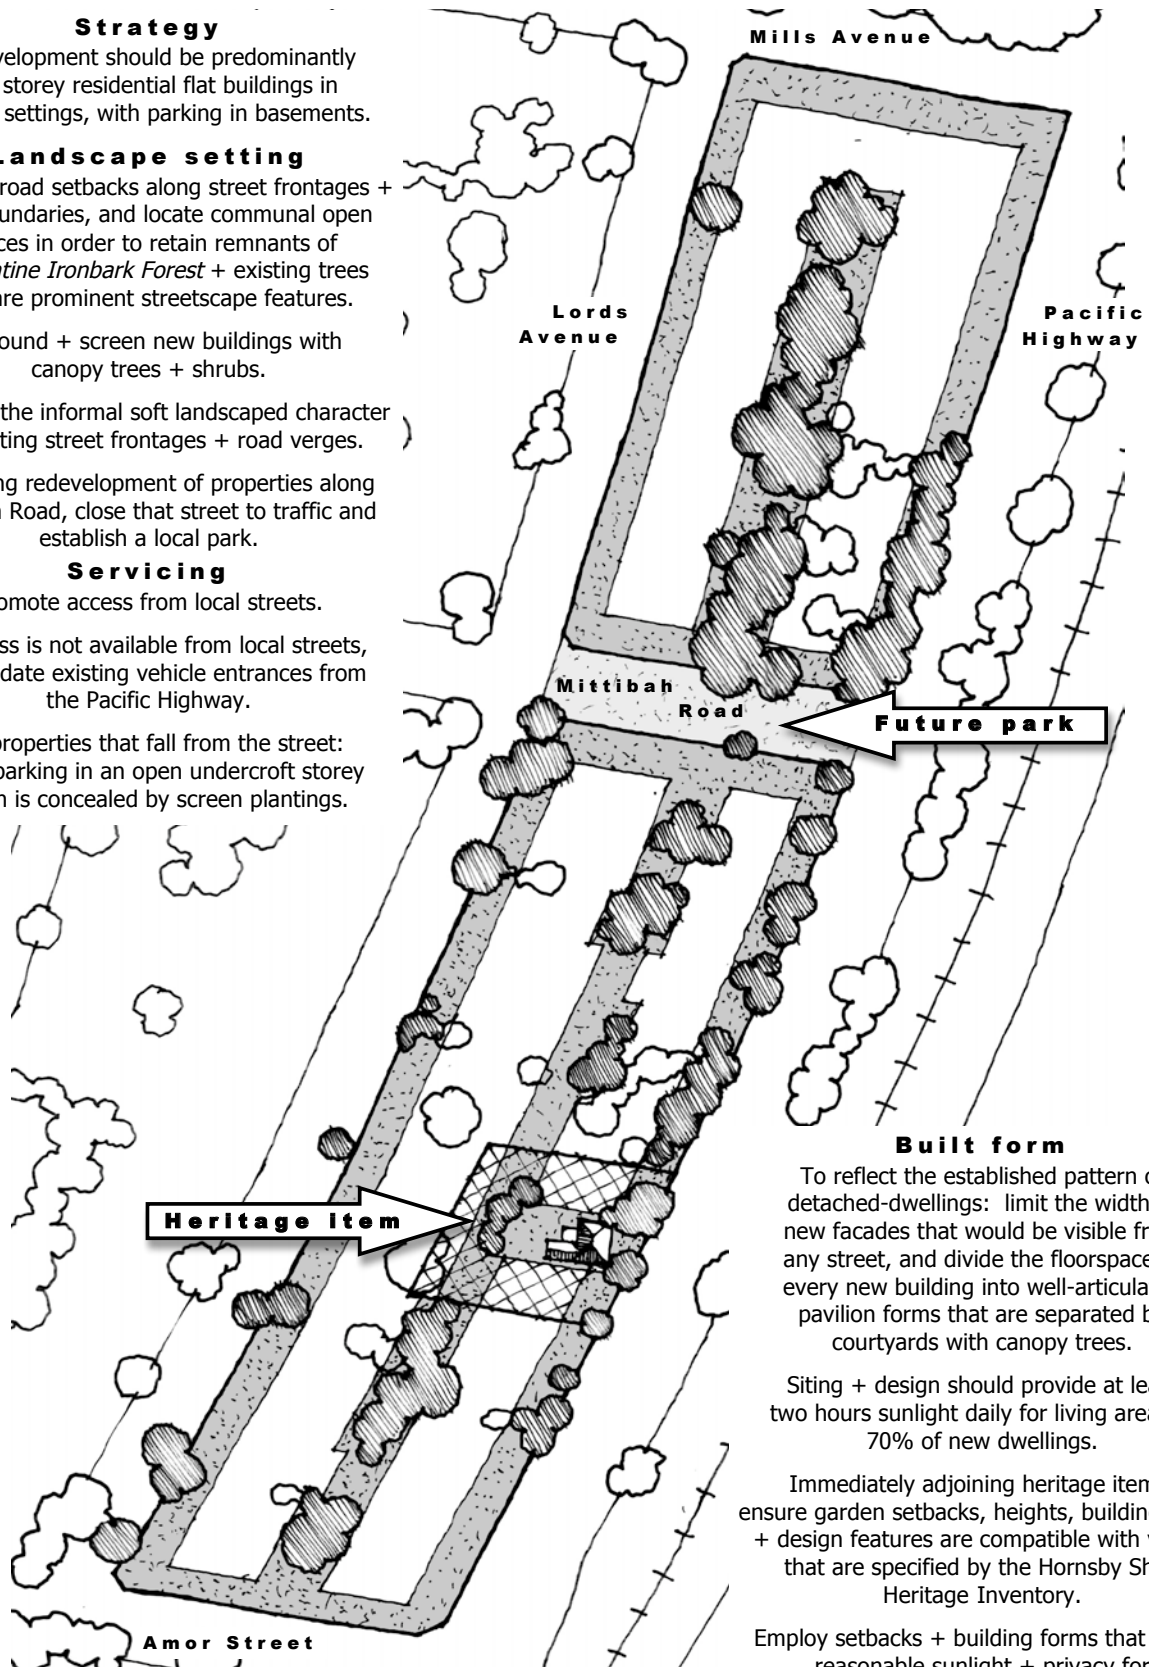 Strategy
velopment should be predominantly
storey residential flat buildings in
settings, with parking in basements.
Landscape setting
road setbacks along street frontages +
undaries, and locate communal open
ces in order to retain remnants of
ntine Ironbark Forest + existing trees
are prominent streetscape features.
ound + screen new buildings with
canopy trees + shrubs.
the informal soft landscaped character
ting street frontages + road verges.
ng redevelopment of properties along
Road, close that street to traffic and
establish a local park.
Servicing
omote access from local streets.
ss is not available from local streets,
date existing vehicle entrances from
the Pacific Highway.
properties that fall from the street:
parking in an open undercroft storey
is concealed by screen plantings.
Mills Avenue
Lords
Avenue
Pacific
Highway
Mittibah
Road
Future park
Heritage item
Amor Street
Built form
To reflect the established pattern o
detached-dwellings: limit the width
new facades that would be visible fr
any street, and divide the floorspace
every new building into well-articula
pavilion forms that are separated b
courtyards with canopy trees.
Siting + design should provide at lea
two hours sunlight daily for living area
70% of new dwellings.
Immediately adjoining heritage item
ensure garden setbacks, heights, building
+ design features are compatible with
that are specified by the Hornsby Sh
Heritage Inventory.
Employ setbacks + building forms that
reasonable sunlight + privacy for